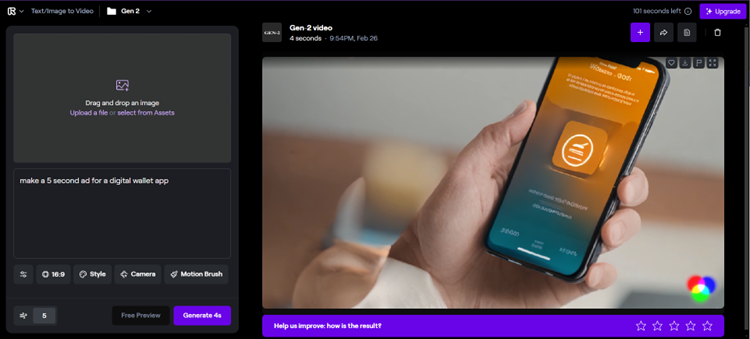 Text/Image to Video
Gen 2
101 seconds left
Upgrade
Drag and drop an image
Upload a file or select from Assets
make a 5 second ad for a digital wallet app
16:9
Style
Camera
Motion Brush
5
Free Preview
Generate 4s
GEN-2
Gen-2 video
4 seconds · 9:54PM, Feb 26
Help us improve: how is the result?